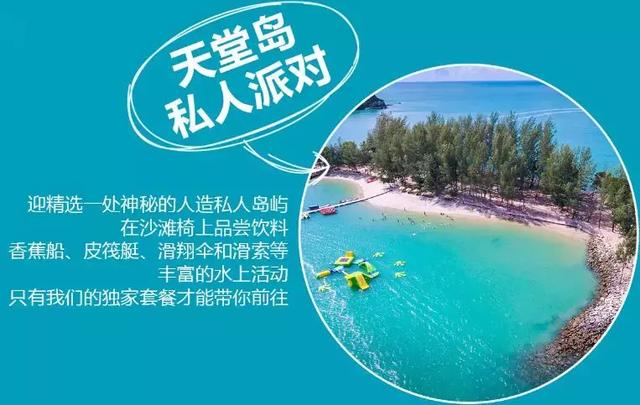 天堂岛
私人派对
迎精选一处神秘的人造私人岛屿
在沙滩椅上品尝饮料
香蕉船、皮筏艇、滑翔伞和滑索等
丰富的水上活动
只有我们的独家套餐才能带你前往